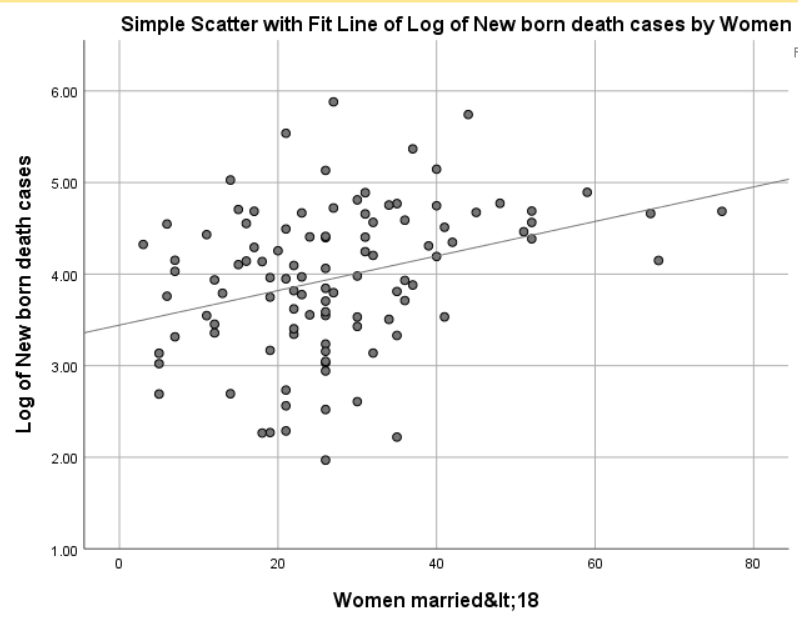 Simple Scatter with Fit Line of Log of New born death cases by Women
F
6.00
5.00
4.00
3.00
2.00
1.00
Log of New born death cases
0 20 40 60 80
Women married&lt;18